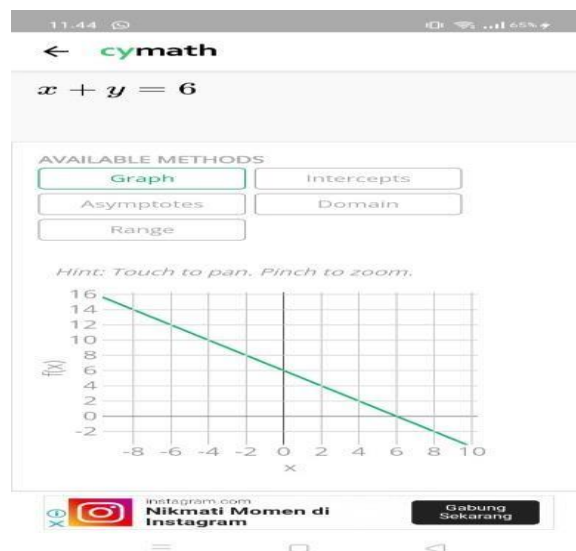 11.44
65%
cymath
x + y = 6
AVAILABLE METHODS
Graph Intercepts
Asymptotes Domain
Range
Hint: Touch to pan. Pinch to zoom.
16
14
12
10
8
6
4
2
0
-2
f(x)
-8 -6 -4 -2 0 2 4 6 8 10
x
instagram.com
Nikmati Momen di
Instagram
Gabung
Sekarang